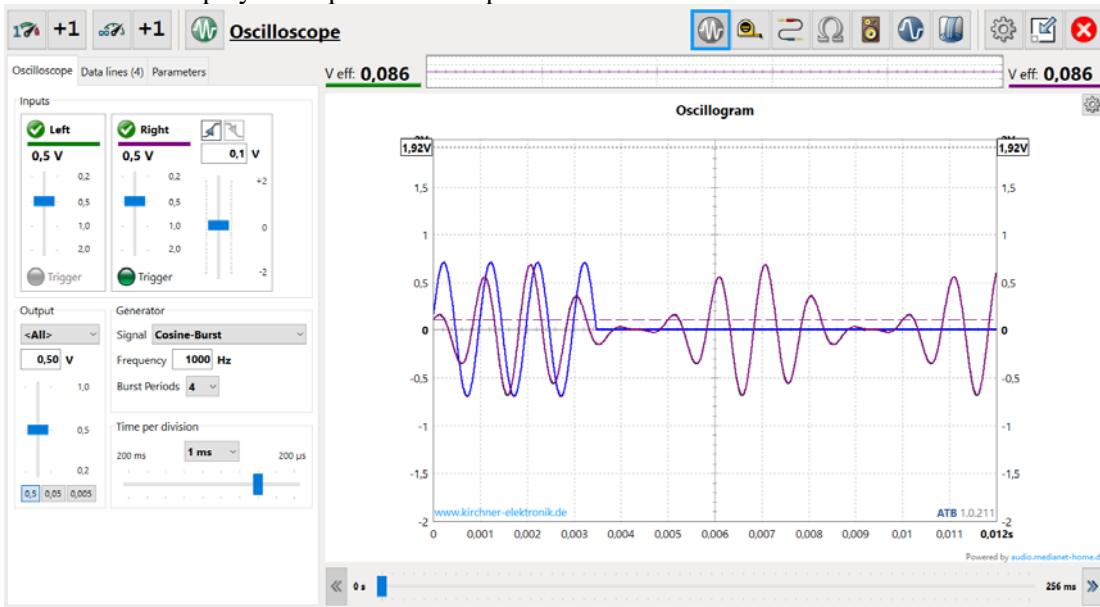 1 +1 ∞ +1 Oscilloscope
Oscilloscope Data lines (4) Parameters
V eff: 0,086 V eff: 0,086
Inputs
Left Right
0,5 V 0,5 V 0,1 V
0,2 0,2 +2
0,5 0,5
1,0 1,0 0
2,0 2,0
Trigger Trigger -2
Output Generator
<All> Signal Cosine-Burst
0,50 V Frequency 1000 Hz
1,0 Burst Periods 4
0,5 Time per division
200 ms 1 ms 200 µs
0,2
0,5 0,05 0,005
Oscillogram
1,92V 1,92V
1,5 1,5
1 1
0,5 0,5
0 0
-0,5 -0,5
-1 -1
-1,5 -1,5
www.kirchner-elektronik.de ATB 1.0.211
-2 -2
0 0,001 0,002 0,003 0,004 0,005 0,006 0,007 0,008 0,009 0,01 0,011 0,012s
Powered by audio.medianet-home.d
0 s 256 ms